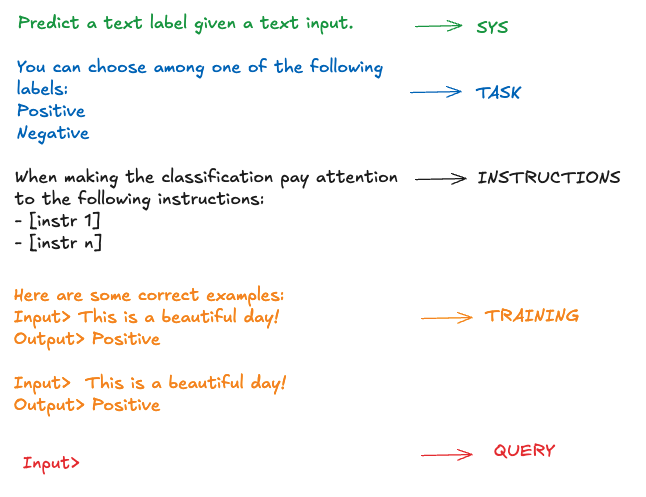 Predict a text label given a text input.
SYS
You can choose among one of the following
labels:
Positive
Negative
TASK
When making the classification pay attention
to the following instructions:
- [instr 1]
- [instr n]
INSTRUCTIONS
Here are some correct examples:
Input> This is a beautiful day!
Output> Positive
TRAINING
Input>  This is a beautiful day!
Output> Positive
Input>
QUERY